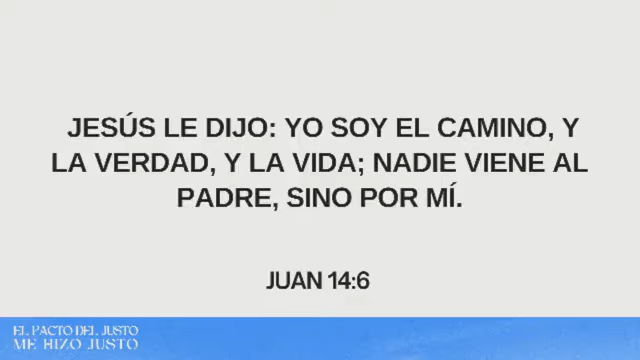 JESÚS LE DIJO: YO SOY EL CAMINO, Y
LA VERDAD, Y LA VIDA; NADIE VIENE AL
PADRE, SINO POR MÍ.
JUAN 14:6
EL PACTO DEL JUSTO
ME HIZO JUSTO